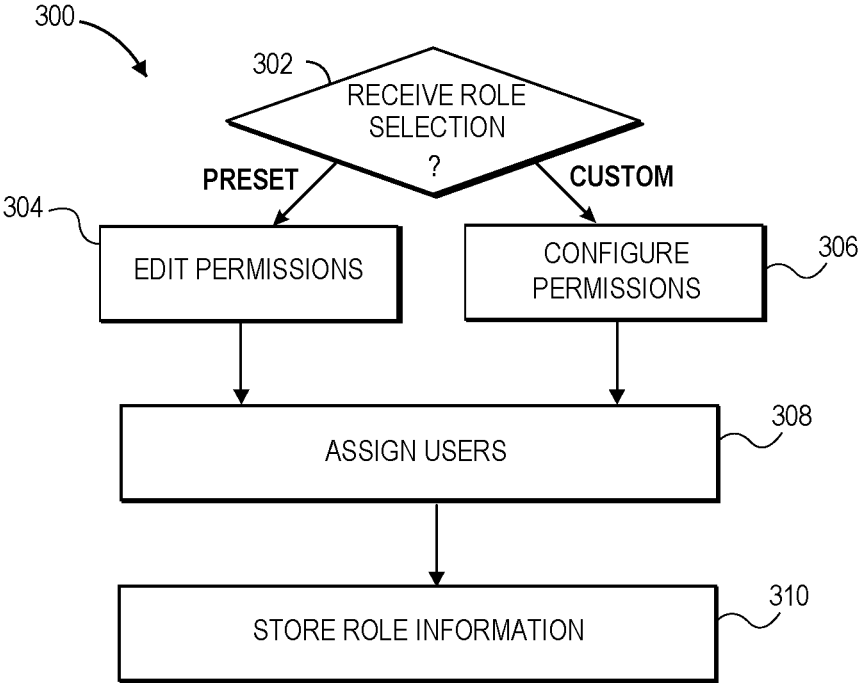 300
302
RECEIVE ROLE
SELECTION
?
PRESET
CUSTOM
304
EDIT PERMISSIONS
CONFIGURE
PERMISSIONS
306
ASSIGN USERS
308
STORE ROLE INFORMATION
310